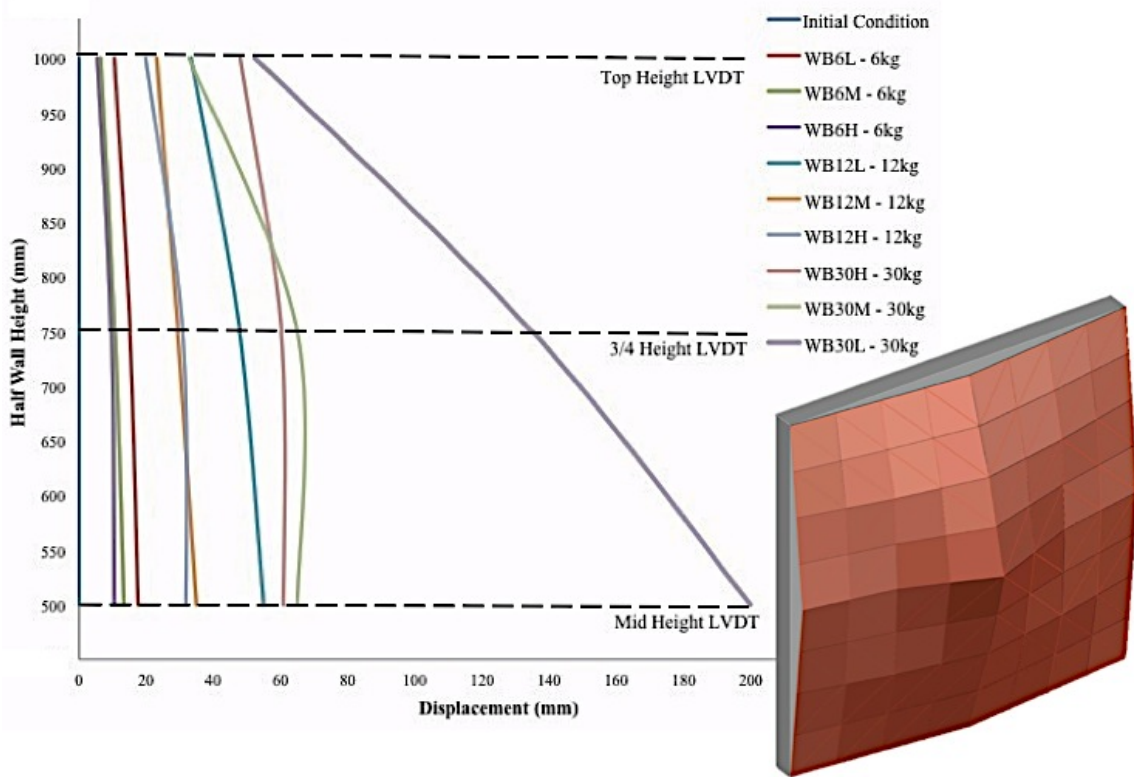 1000
950
900
850
800
750
700
650
600
550
500
Half Wall Height (mm)
0 20 40 60 80 100 120 140 160 180 200
Displacement (mm)
Top Height LVDT
3/4 Height LVDT
Mid Height LVDT
Initial Condition
WB6L - 6kg
WB6M - 6kg
WB6H - 6kg
WB12L - 12kg
WB12M - 12kg
WB12H - 12kg
WB30H - 30kg
WB30M - 30kg
WB30L - 30kg